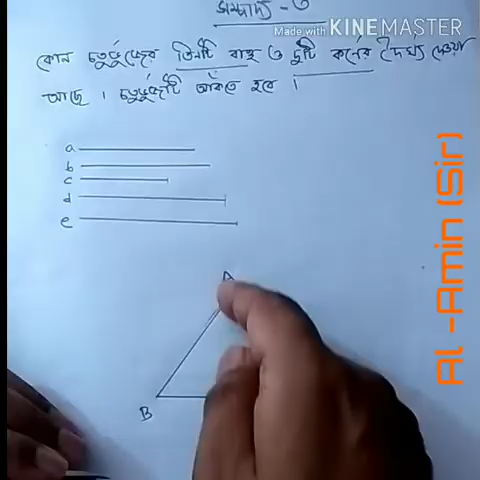 সম্পাদ্য - ৩
Made with KINEMASTER
কোন চতুর্ভুজের তিনটি বাহু ও দুটি কর্নের দৈর্ঘ্য দেওয়া
আছে । চতুর্ভুজটি আঁকতে হবে ।
a
b
c
d
e
Al -Amin (Sir)
A
B